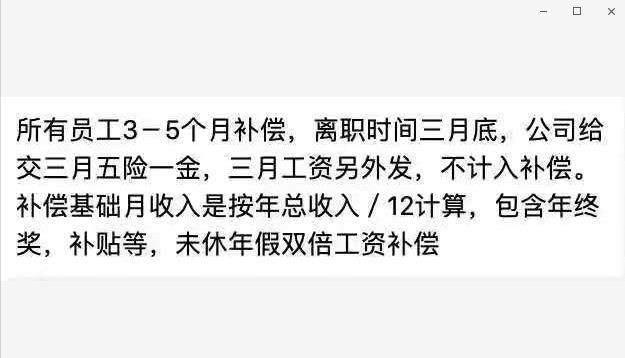 所有员工3－5个月补偿，离职时间三月底，公司给
交三月五险一金，三月工资另外发，不计入补偿。
补偿基础月收入是按年总收入／12计算，包含年终
奖，补贴等，未休年假双倍工资补偿